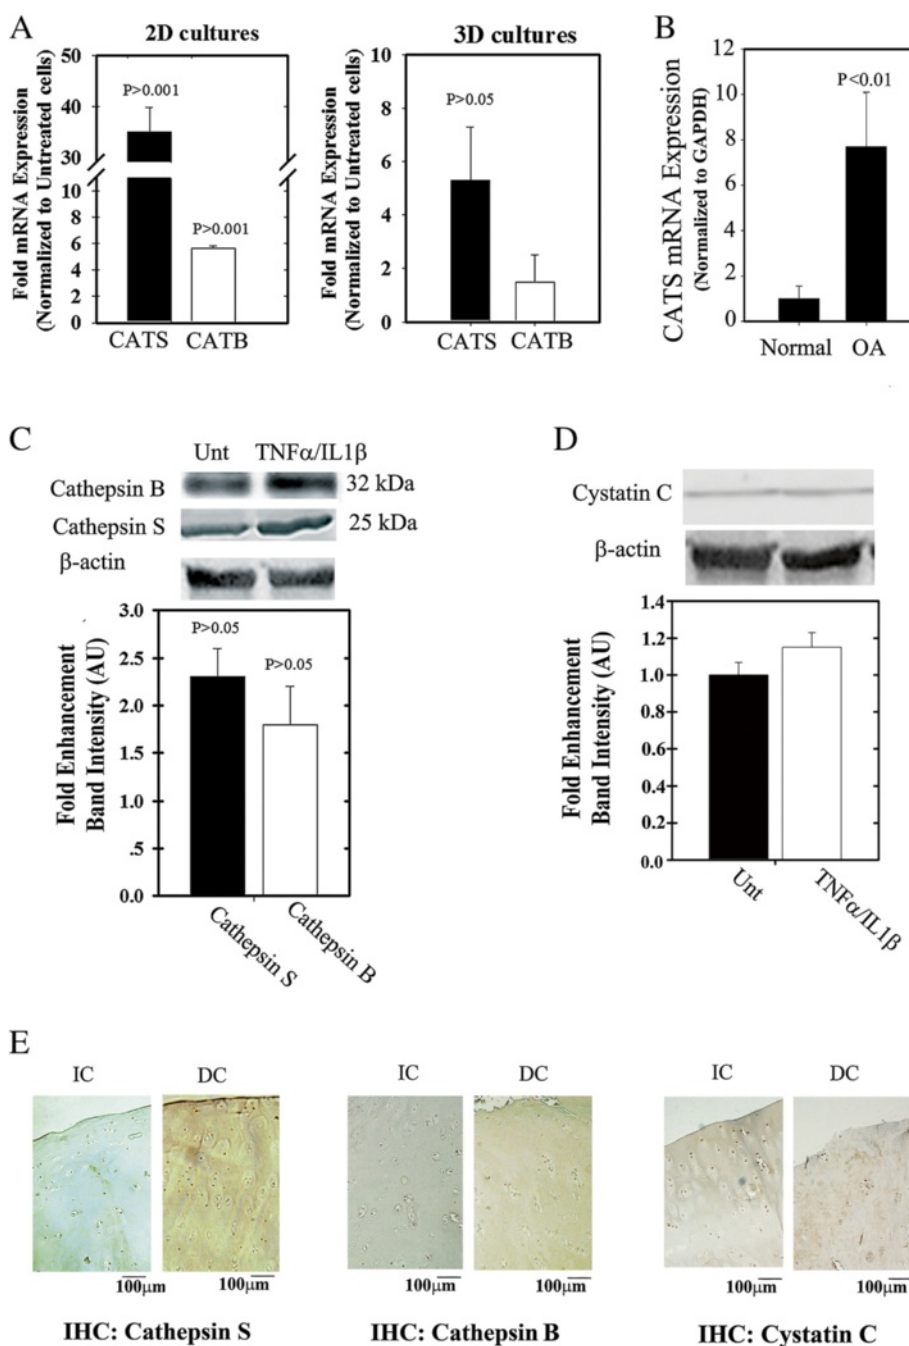 A
2D cultures
Fold mRNA Expression
(Normalized to Untreated cells)
50
40
30
10
8
6
4
2
0
P>0.001
P>0.001
CATS CATB
3D cultures
Fold mRNA Expression
(Normalized to Untreated cells)
10
8
6
4
2
0
P>0.05
CATS CATB
B
CATS mRNA Expression
(Normalized to GAPDH)
12
10
8
6
4
2
0
P<0.01
Normal OA
C
Unt TNFα/IL1β
Cathepsin B 32 kDa
Cathepsin S 25 kDa
β-actin
Fold Enhancement
Band Intensity (AU)
3.0
2.5
2.0
1.5
1.0
0.0
P>0.05
P>0.05
Cathepsin S
Cathepsin B
D
Cystatin C
β-actin
Fold Enhancement
Band Intensity (AU)
1.4
1.2
1.0
0.8
0.6
0.4
0.2
0.0
Unt
TNFα/IL1β
E
IC DC
100μm 100μm
IHC: Cathepsin S
IC DC
100μm 100μm
IHC: Cathepsin B
IC DC
100μm 100μm
IHC: Cystatin C